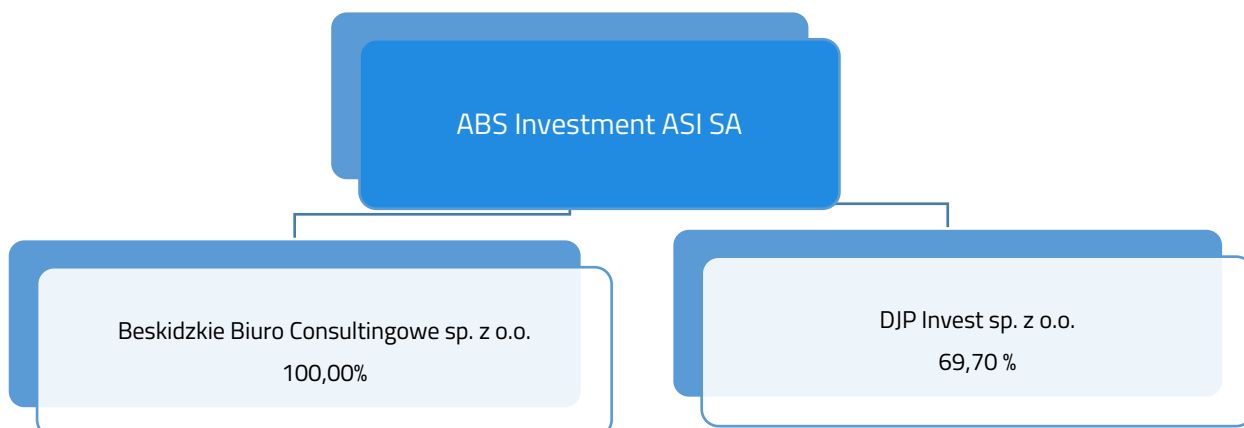 ABS Investment ASI SA
Beskidzkie Biuro Consultingowe sp. z o.o.
100,00%
DJP Invest sp. z o.o.
69,70 %